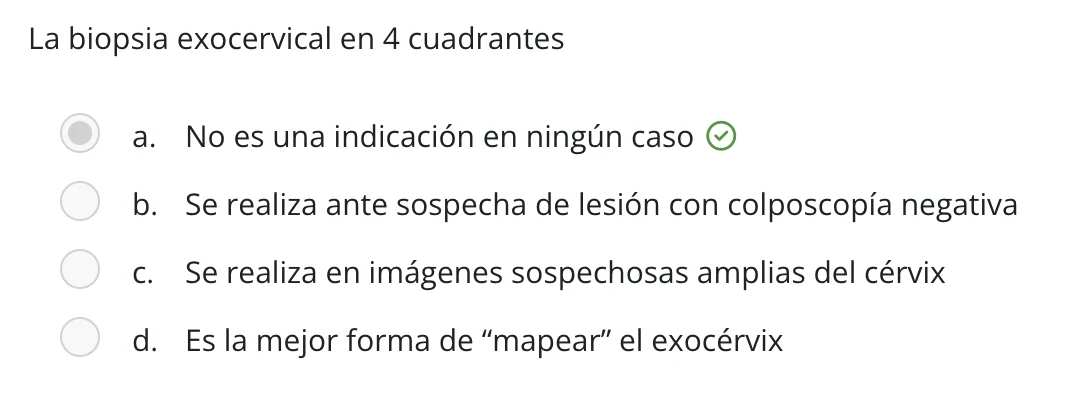 La biopsia exocervical en 4 cuadrantes
a. No es una indicación en ningún caso
b. Se realiza ante sospecha de lesión con colposcopía negativa
c. Se realiza en imágenes sospechosas amplias del cérvix
d. Es la mejor forma de “mapear” el exocérvix